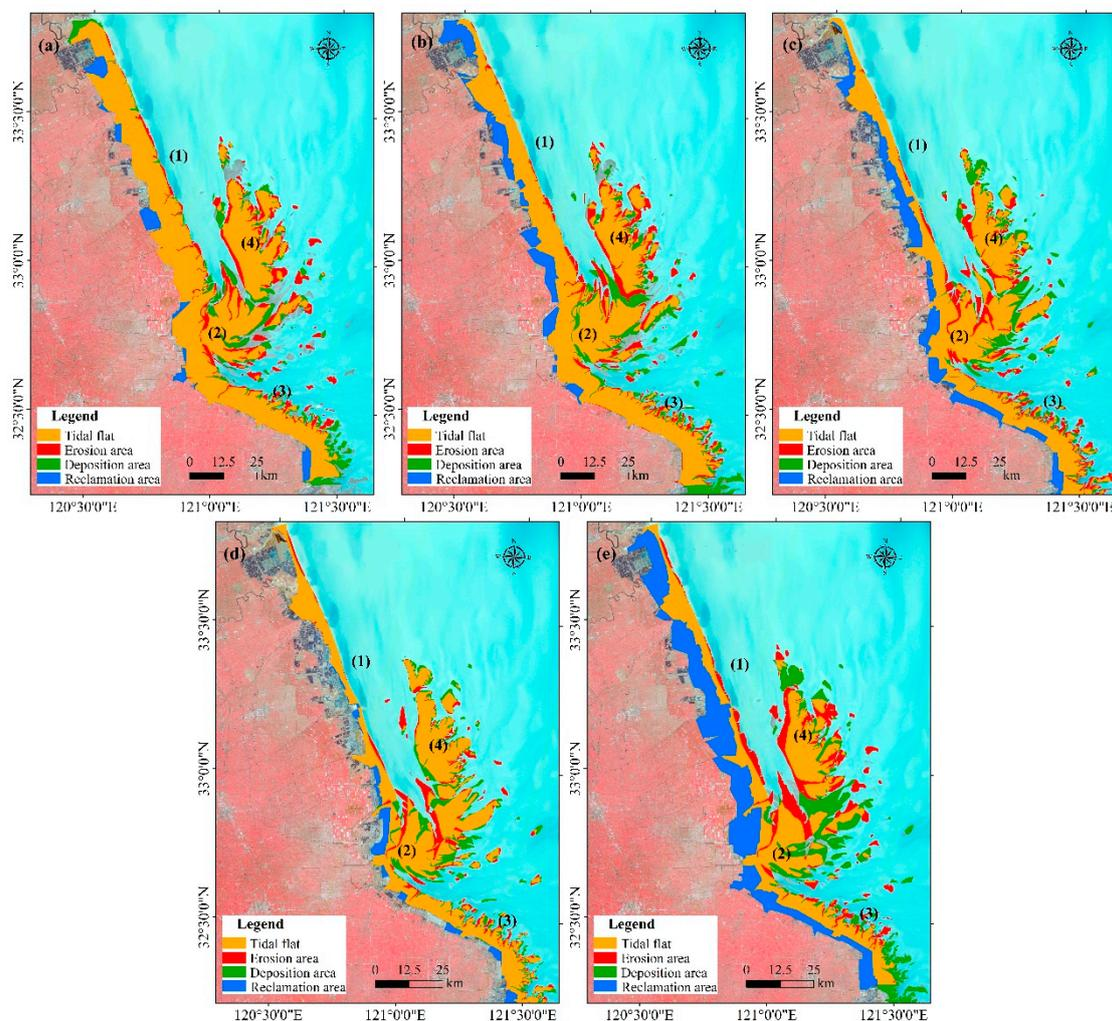 (a)
33°30'0"N
33°0'0"N
32°30'0"N
(1)
(4)
(2)
(3)
Legend
Tidal flat
Erosion area
Deposition area
Reclamation area
0 12.5 25
km
120°30'0"E 121°0'0"E 121°30'0"E
(b)
33°30'0"N
33°0'0"N
32°30'0"N
(1)
(4)
(2)
(3)
Legend
Tidal flat
Erosion area
Deposition area
Reclamation area
0 12.5 25
km
120°30'0"E 121°0'0"E 121°30'0"E
(c)
33°30'0"N
33°0'0"N
32°30'0"N
(1)
(4)
(2)
(3)
Legend
Tidal flat
Erosion area
Deposition area
Reclamation area
0 12.5 25
km
120°30'0"E 121°0'0"E 121°30'0"E
(d)
33°30'0"N
33°0'0"N
32°30'0"N
(1)
(4)
(2)
(3)
Legend
Tidal flat
Erosion area
Deposition area
Reclamation area
0 12.5 25
km
120°30'0"E 121°0'0"E 121°30'0"E
(e)
33°30'0"N
33°0'0"N
32°30'0"N
(1)
(4)
(2)
(3)
Legend
Tidal flat
Erosion area
Deposition area
Reclamation area
0 12.5 25
km
120°30'0"E 121°0'0"E 121°30'0"E